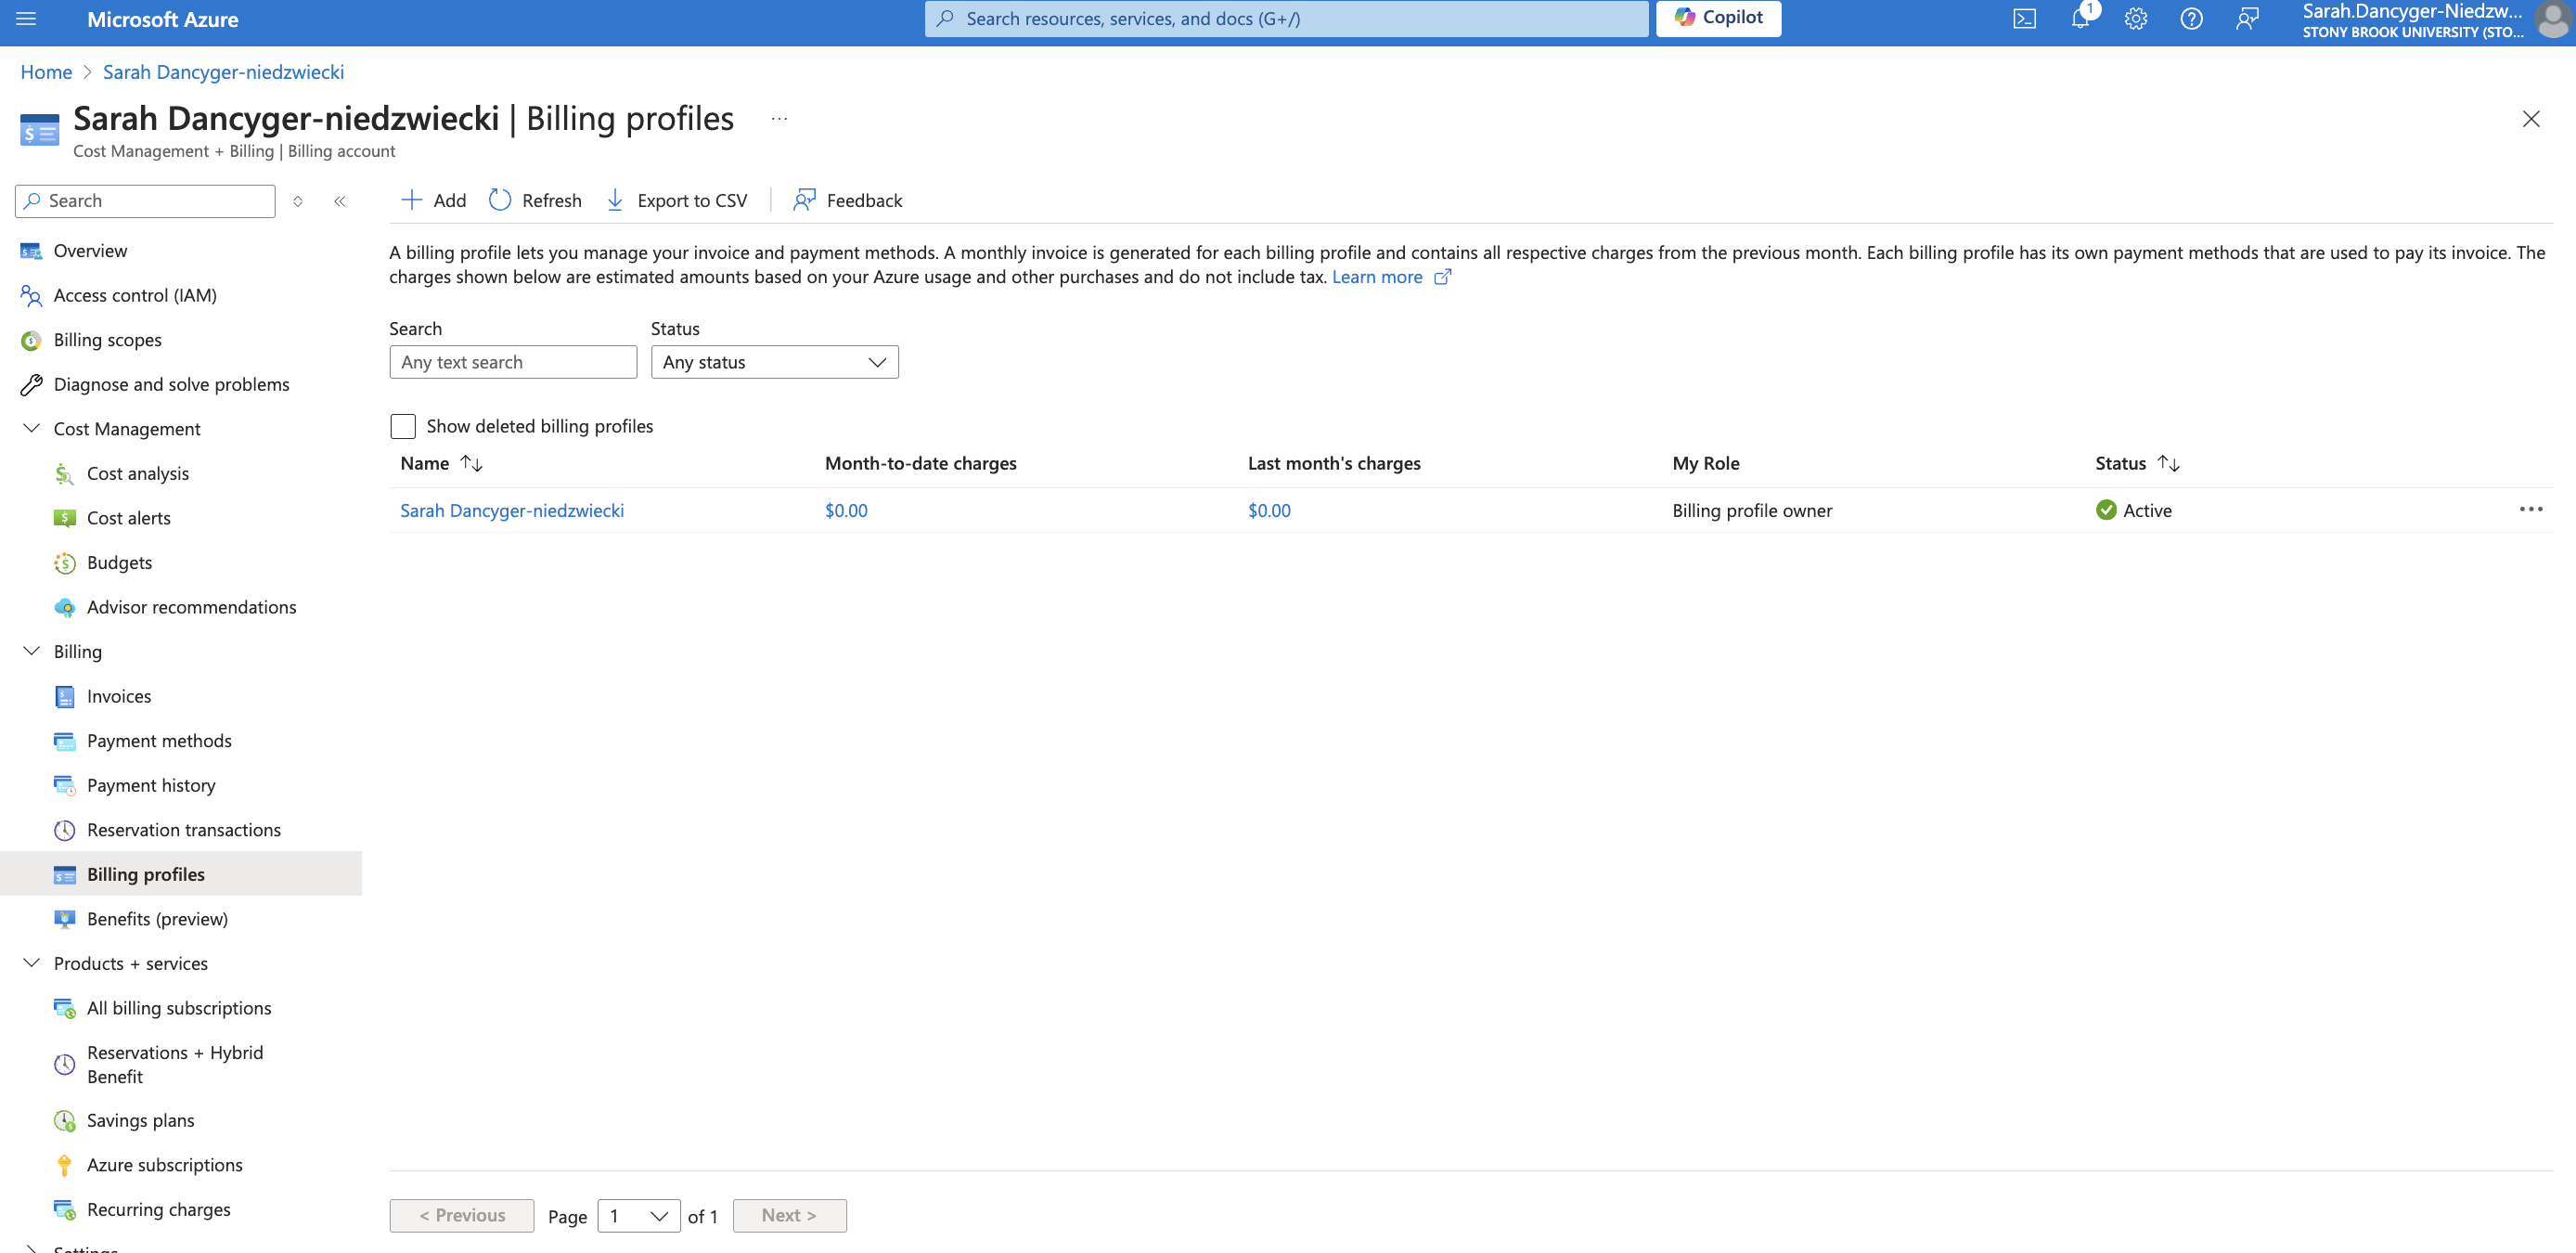 Microsoft Azure
Search resources, services, and docs (G+/)
Copilot
1
Sarah.Dancyger-Niedzw...
STONY BROOK UNIVERSITY (STO...
Home > Sarah Dancyger-niedzwiecki
Sarah Dancyger-niedzwiecki | Billing profiles ...
Cost Management + Billing | Billing account
Search
Overview
Access control (IAM)
Billing scopes
Diagnose and solve problems
Cost Management
Cost analysis
Cost alerts
Budgets
Advisor recommendations
Billing
Invoices
Payment methods
Payment history
Reservation transactions
Billing profiles
Benefits (preview)
Products + services
All billing subscriptions
Reservations + Hybrid
Benefit
Savings plans
Azure subscriptions
Recurring charges
Settings
Add Refresh Export to CSV Feedback
A billing profile lets you manage your invoice and payment methods. A monthly invoice is generated for each billing profile and contains all respective charges from the previous month. Each billing profile has its own payment methods that are used to pay its invoice. The
charges shown below are estimated amounts based on your Azure usage and other purchases and do not include tax. Learn more
Search Status
Any text search Any status
Show deleted billing profiles
Name Month-to-date charges Last month's charges My Role Status
Sarah Dancyger-niedzwiecki $0.00 $0.00 Billing profile owner Active ...
< Previous Page 1 of 1 Next >